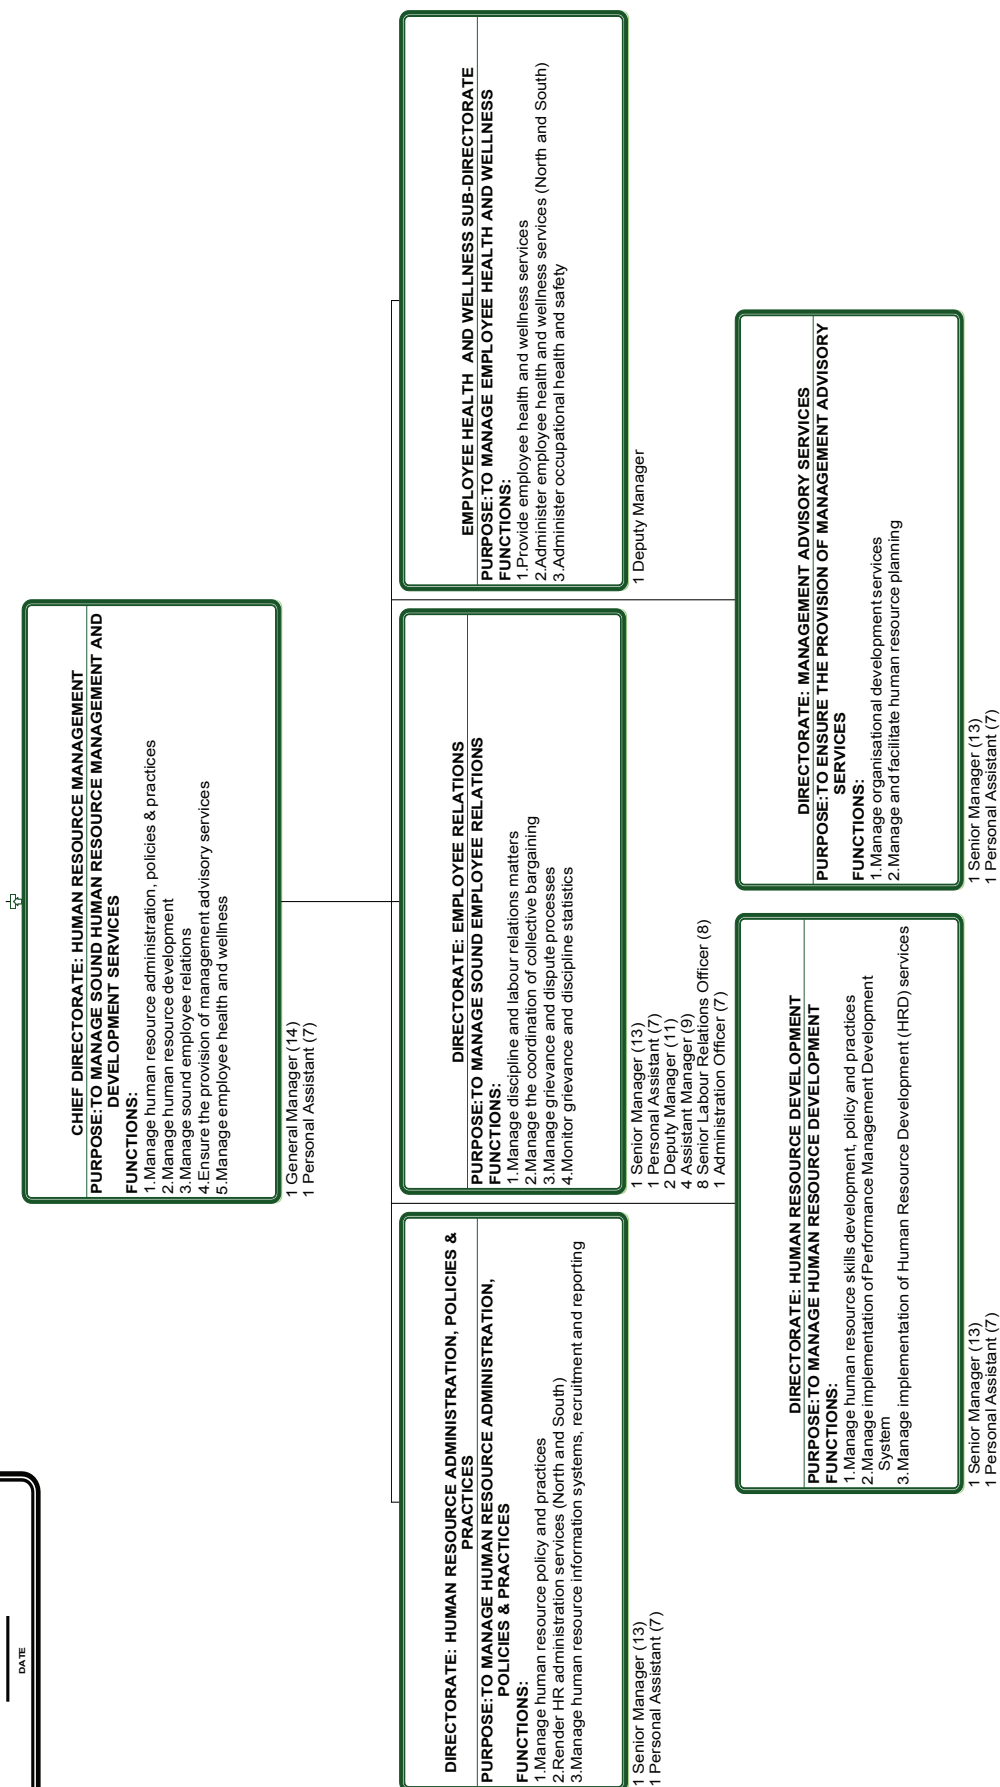 CHIEF DIRECTORATE: HUMAN RESOURCE MANAGEMENT
PURPOSE:TO MANAGE SOUND HUMAN RESOURCE MANAGEMENT AND
DEVELOPMENT SERVICES
FUNCTIONS:
1.Manage human resource administration, policies & practices
2.Manage human resource development
3.Manage sound employee relations
4.Ensure the provision of management advisory services
5.Manage employee health and wellness
1 General Manager (14)
1 Personal Assistant (7)
DIRECTORATE: HUMAN RESOURCE ADMINISTRATION, POLICIES &
PRACTICES
PURPOSE:TO MANAGE HUMAN RESOURCE ADMINISTRATION,
POLICIES & PRACTICES
FUNCTIONS:
1.Manage human resource policy and practices
2.Render HR administration services (North and South)
3.Manage human resource information systems, recruitment and reporting
1 Senior Manager (13)
1 Personal Assistant (7)
DIRECTORATE: EMPLOYEE RELATIONS
PURPOSE:TO MANAGE SOUND EMPLOYEE RELATIONS
FUNCTIONS:
1.Manage discipline and labour relations matters
2.Manage the coordination of collective bargaining
3.Manage grievance and dispute processes
4.Monitor grievance and discipline statistics
1 Senior Manager (13)
1 Personal Assistant (7)
2 Deputy Manager (11)
4 Assistant Manager (9)
8 Senior Labour Relations Officer (8)
1 Administration Officer (7)
EMPLOYEE HEALTH AND WELLNESS SUB-DIRECTORATE
PURPOSE:TO MANAGE EMPLOYEE HEALTH AND WELLNESS
FUNCTIONS:
1.Provide employee health and wellness services
2.Administer employee health and wellness services (North and South)
3.Administer occupational health and safety
1 Deputy Manager
DIRECTORATE: HUMAN RESOURCE DEVELOPMENT
PURPOSE:TO MANAGE HUMAN RESOURCE DEVELOPMENT
FUNCTIONS:
1.Manage human resource skills development, policy and practices
2.Manage implementation of Performance Management Development
System
3.Manage implementation of Human Resource Development (HRD) services
1 Senior Manager (13)
1 Personal Assistant (7)
DIRECTORATE: MANAGEMENT ADVISORY SERVICES
PURPOSE:TO ENSURE THE PROVISION OF MANAGEMENT ADVISORY
SERVICES
FUNCTIONS:
1.Manage organisational development services
2.Manage and facilitate human resource planning
1 Senior Manager (13)
1 Personal Assistant (7)
DATE